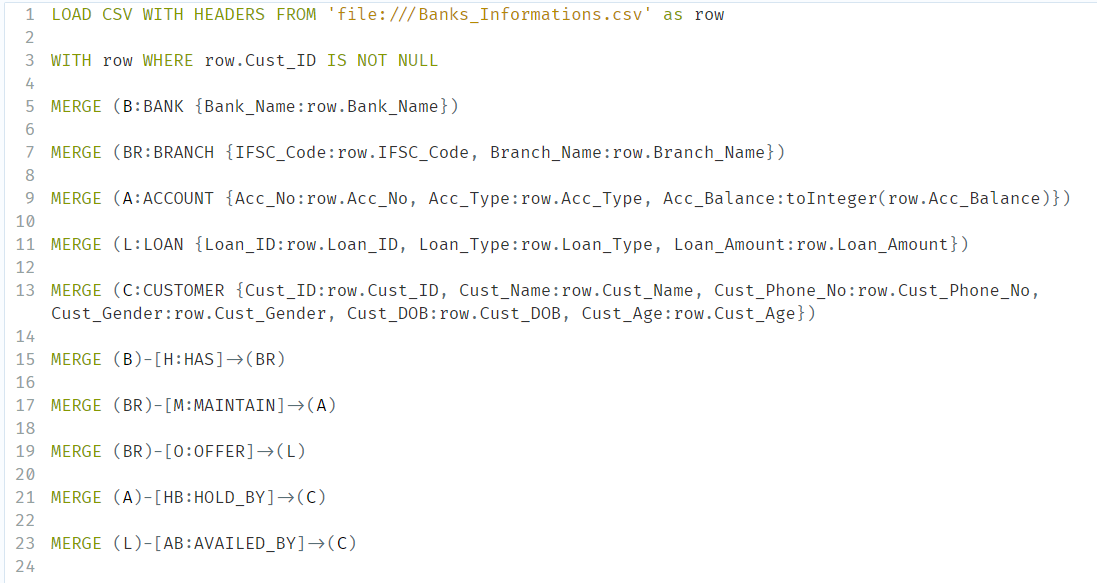 1 LOAD CSV WITH HEADERS FROM 'file:///Banks_Informations.csv' as row
2
3 WITH row WHERE row.Cust_ID IS NOT NULL
4
5 MERGE (B:BANK {Bank_Name:row.Bank_Name})
6
7 MERGE (BR:BRANCH {IFSC_Code:row.IFSC_Code, Branch_Name:row.Branch_Name})
8
9 MERGE (A:ACCOUNT {Acc_No:row.Acc_No, Acc_Type:row.Acc_Type, Acc_Balance:toInteger(row.Acc_Balance)})
10
11 MERGE (L:LOAN {Loan_ID:row.Loan_ID, Loan_Type:row.Loan_Type, Loan_Amount:row.Loan_Amount})
12
13 MERGE (C:CUSTOMER {Cust_ID:row.Cust_ID, Cust_Name:row.Cust_Name, Cust_Phone_No:row.Cust_Phone_No,
Cust_Gender:row.Cust_Gender, Cust_DOB:row.Cust_DOB, Cust_Age:row.Cust_Age})
14
15 MERGE (B)-[H:HAS]->(BR)
16
17 MERGE (BR)-[M:MAINTAIN]->(A)
18
19 MERGE (BR)-[O:OFFER]->(L)
20
21 MERGE (A)-[HB:HOLD_BY]->(C)
22
23 MERGE (L)-[AB:AVAILED_BY]->(C)
24